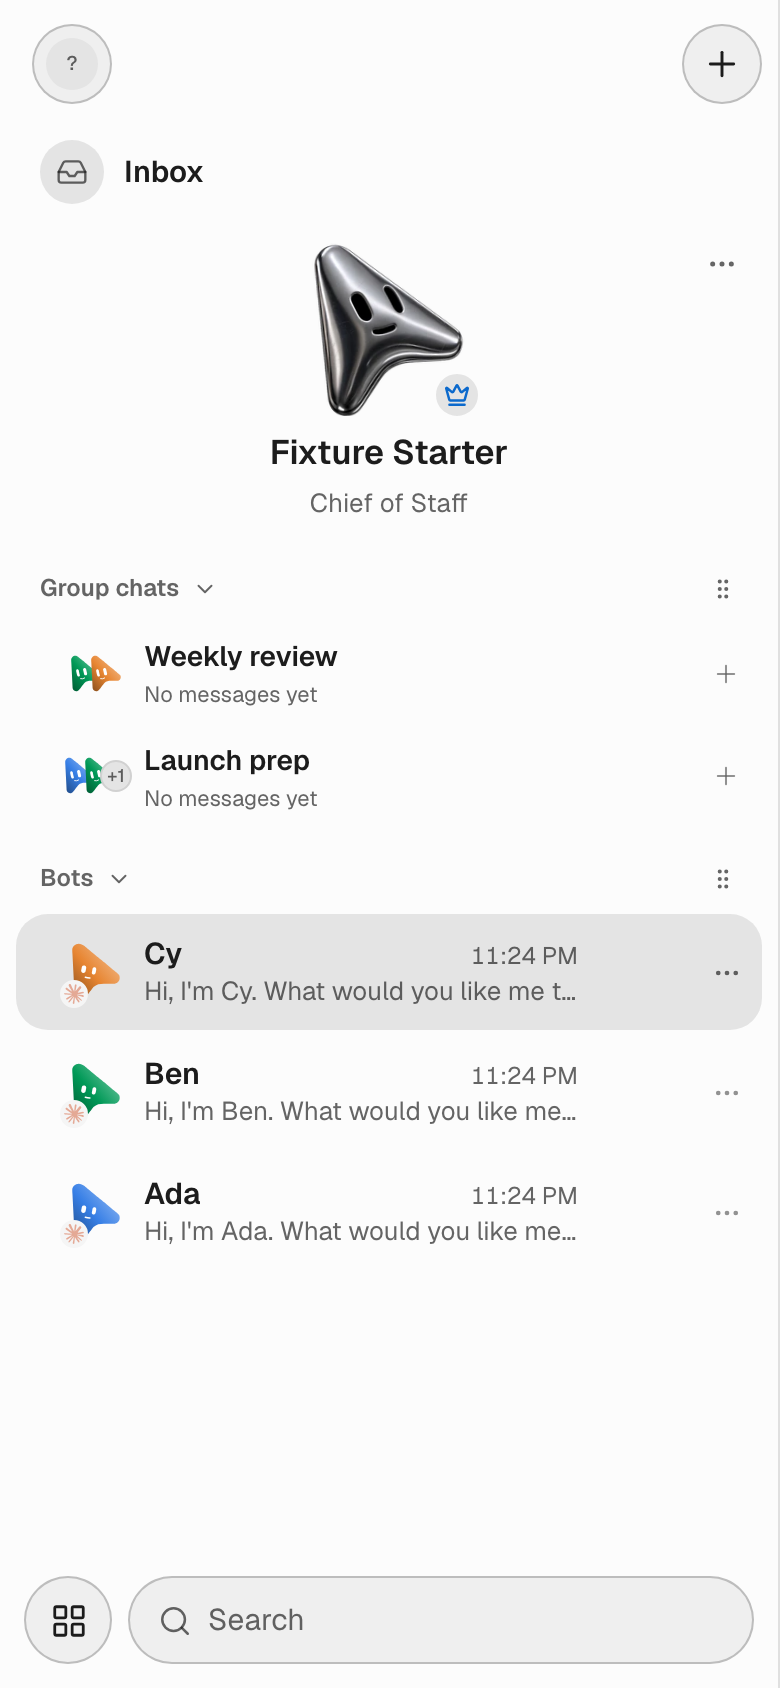 ?
Inbox
Fixture Starter
Chief of Staff
Group chats
Weekly review
No messages yet
+1
Launch prep
No messages yet
Bots
Cy
11:24 PM
Hi, I'm Cy. What would you like me t...
Ben
11:24 PM
Hi, I'm Ben. What would you like me...
Ada
11:24 PM
Hi, I'm Ada. What would you like me...
Search